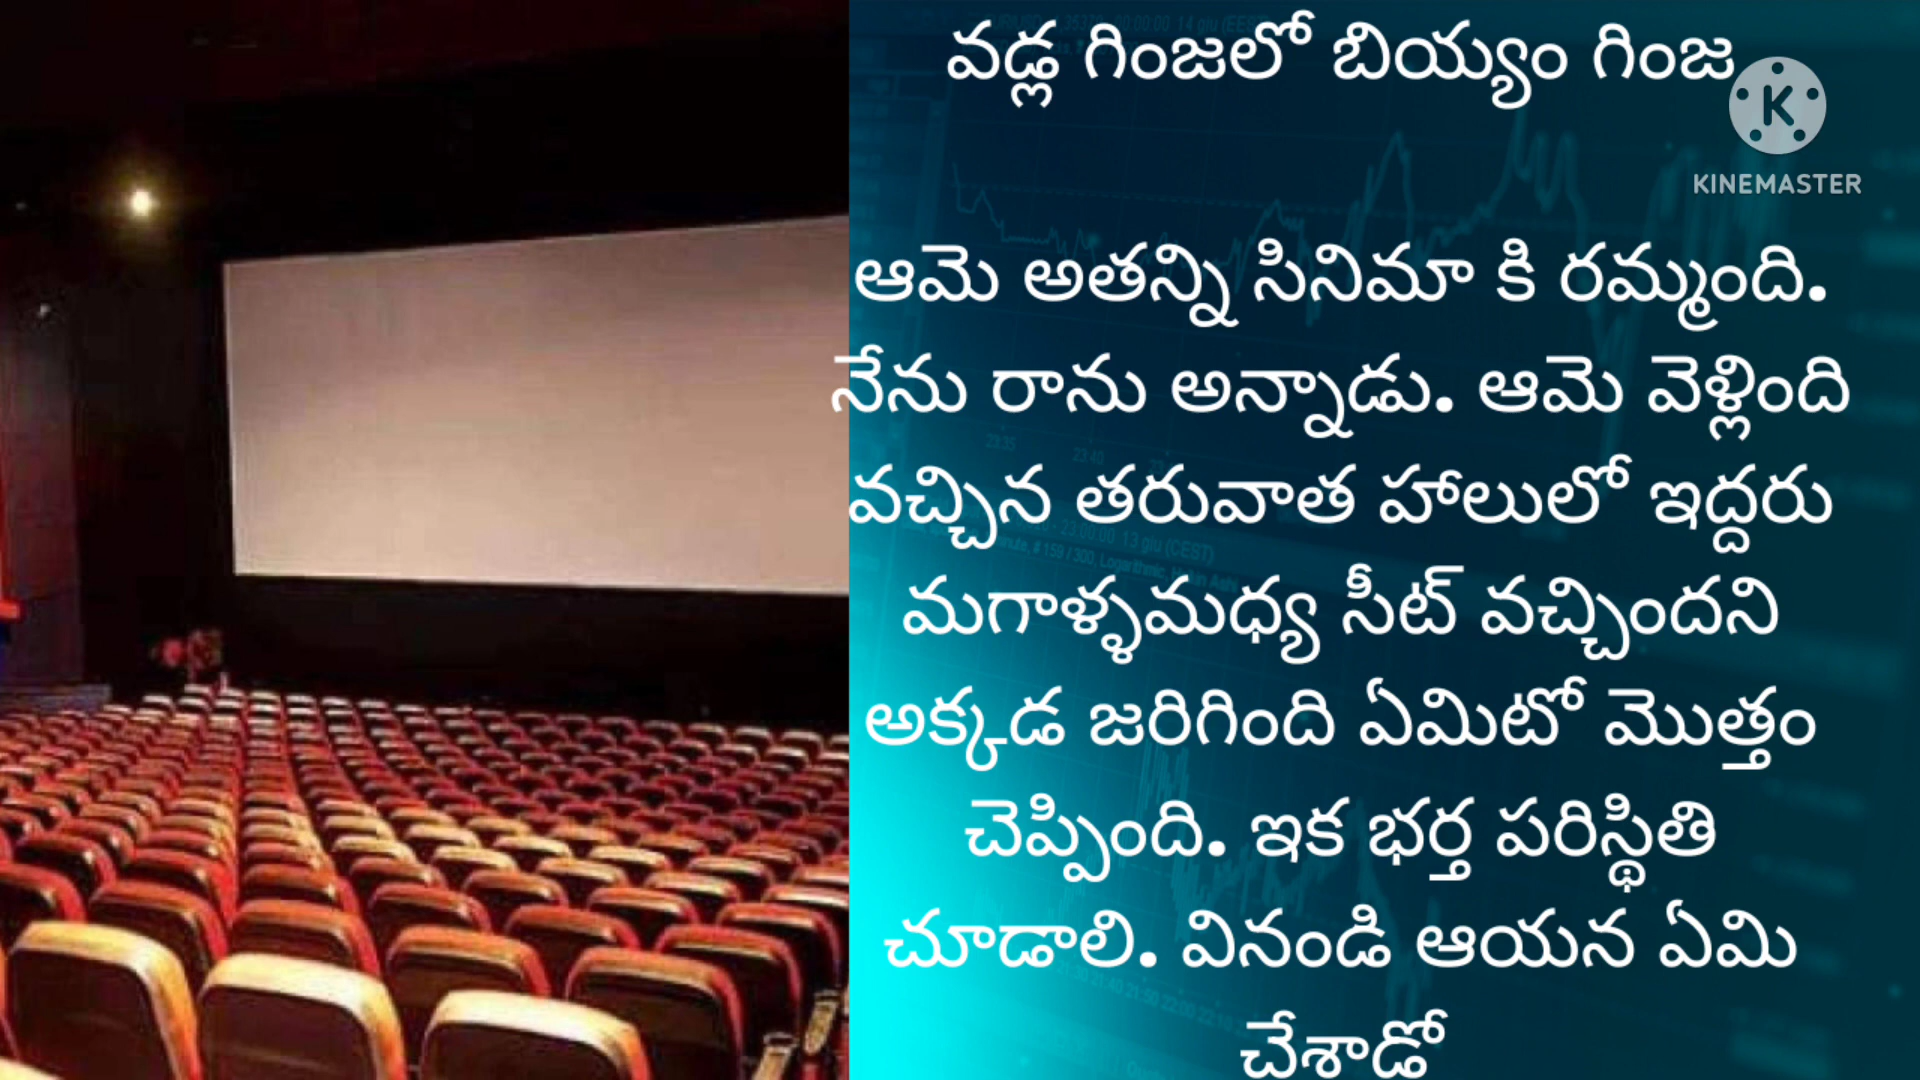 వడ్ల గింజలో బియ్యం గింజ
KINEMASTER
ఆమె అతన్ని సినిమా కి రమ్మంది.
నేను రాను అన్నాడు. ఆమె వెళ్లింది
వచ్చిన తరువాత హాలులో ఇద్దరు
మగాళ్ళమధ్య సీట్ వచ్చిందని
అక్కడ జరిగింది ఏమిటో మొత్తం
చెప్పింది. ఇక భర్త పరిస్థితి
చూడాలి. వినండి ఆయన ఏమి
చేశాడో